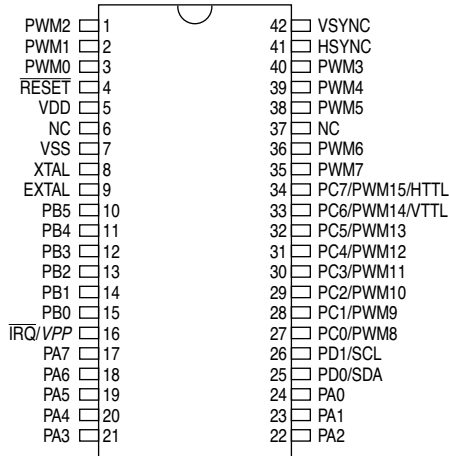 PWM2 1 42 VSYNC
PWM1 2 41 HSYNC
PWM0 3 40 PWM3
RESET 4 39 PWM4
VDD 5 38 PWM5
NC 6 37 NC
VSS 7 36 PWM6
XTAL 8 35 PWM7
EXTAL 9 34 PC7/PWM15/HTTL
PB5 10 33 PC6/PWM14/VTTL
PB4 11 32 PC5/PWM13
PB3 12 31 PC4/PWM12
PB2 13 30 PC3/PWM11
PB1 14 29 PC2/PWM10
PB0 15 28 PC1/PWM9
IRQ/VPP 16 27 PC0/PWM8
PA7 17 26 PD1/SCL
PA6 18 25 PD0/SDA
PA5 19 24 PA0
PA4 20 23 PA1
PA3 21 22 PA2